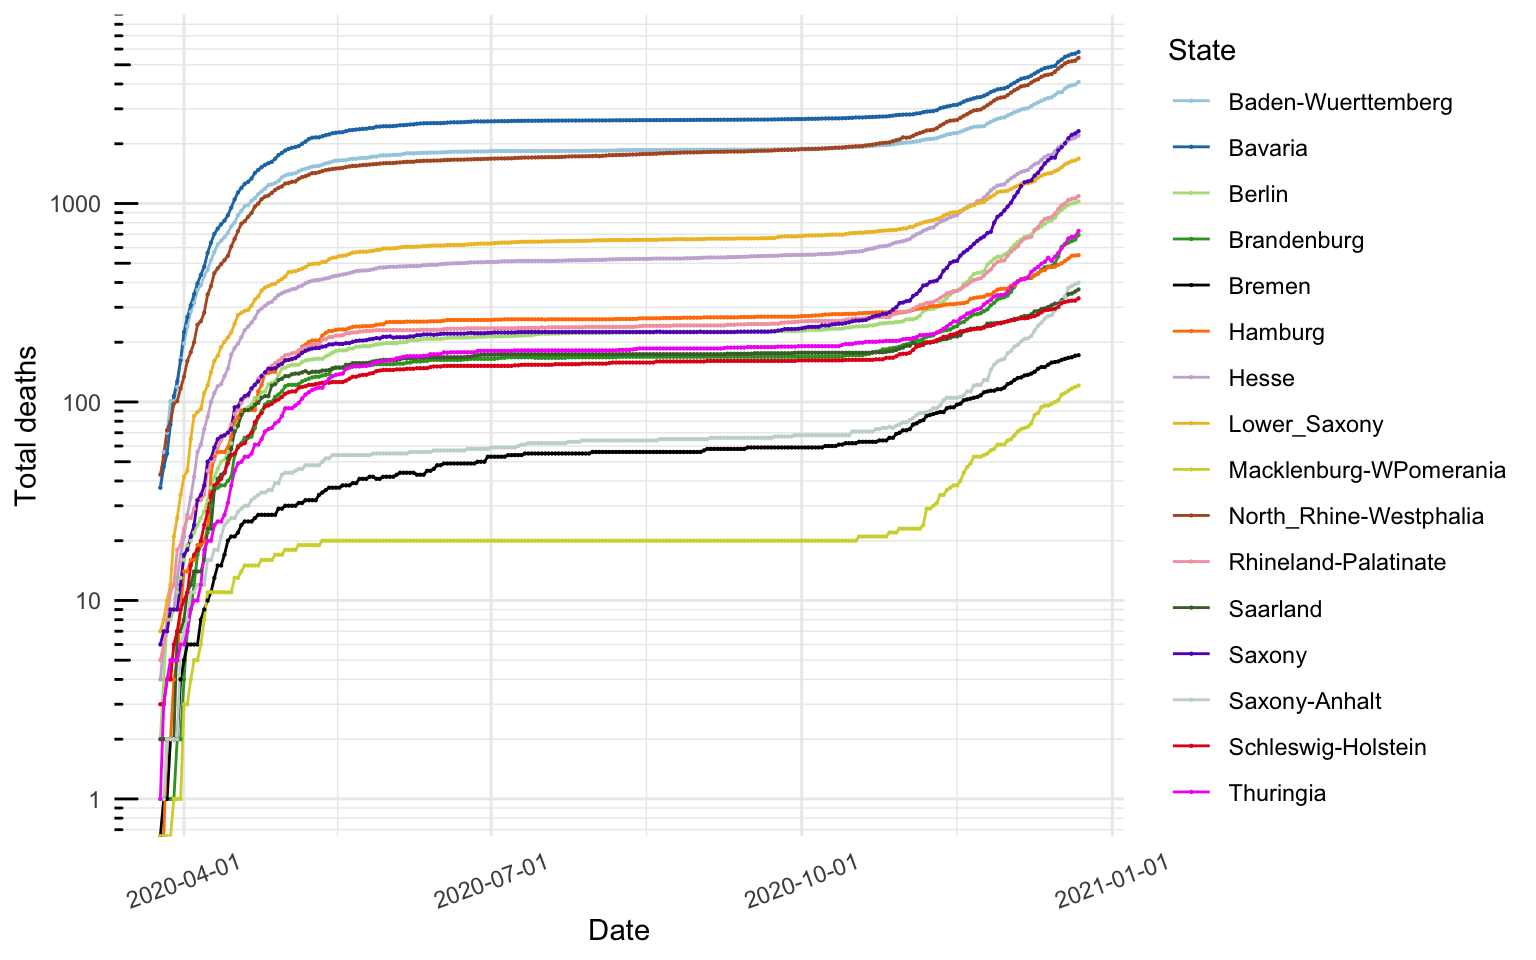 State
Baden-Wuerttemberg
Bavaria
Berlin
Brandenburg
Bremen
Hamburg
Hesse
Lower_Saxony
Macklenburg-WPomerania
North_Rhine-Westphalia
Rhineland-Palatinate
Saarland
Saxony
Saxony-Anhalt
Schleswig-Holstein
Thuringia
Total deaths
1000
100
10
1
2020-04-01
2020-07-01
2020-10-01
2021-01-01
Date